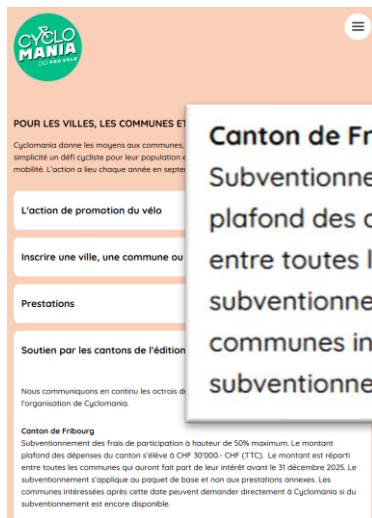 CYCLO
MANIA
PRO VELO
POUR LES VILLES, LES COMMUNES ET
Cyclomania donne les moyens aux communes,
simplicité un défi cycliste pour leur population e
mobilité. L'action a lieu chaque année en septe
L'action de promotion du vélo
Inscrire une ville, une commune ou
Prestations
Soutien par les cantons de l'édition
Nous communiquons en continu les octrois d
l'organisation de Cyclomania.
Canton de Fribourg
Subventionnement des frais de participation à hauteur de 50% maximum. Le montant
plafond des dépenses du canton s'élève à CHF 30'000.- CHF (TTC). Le montant est réparti
entre toutes les communes qui auront fait part de leur intérêt avant le 31 décembre 2025. Le
subventionnement s'applique au paquet de base et non aux prestations annexes. Les
communes intéressées après cette date peuvent demander directement à Cyclomania si du
subventionnement est encore disponible.
Canton de Fr
Subventionne
plafond des d
entre toutes l
subventionne
communes in
subventionne